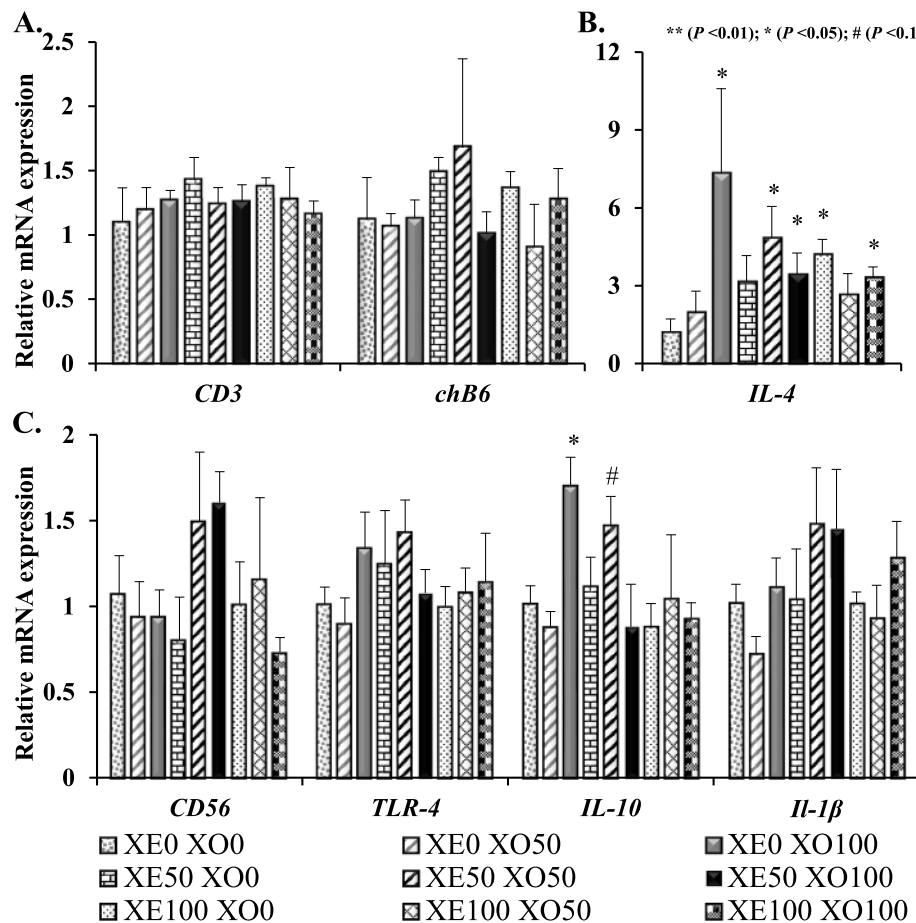 A.
B.
** (P <0.01); * (P <0.05); # (P <0.1
Relative mRNA expression
2.5
2
1.5
1
0.5
0
CD3 chB6
12
9
6
3
0
*
*
*
*
*
IL-4
C.
Relative mRNA expression
2
1.5
1
0.5
0
*
#
CD56 TLR-4 IL-10 Il-1β
XE0 XO0 XE0 XO50 XE0 XO100
XE50 XO0 XE50 XO50 XE50 XO100
XE100 XO0 XE100 XO50 XE100 XO100